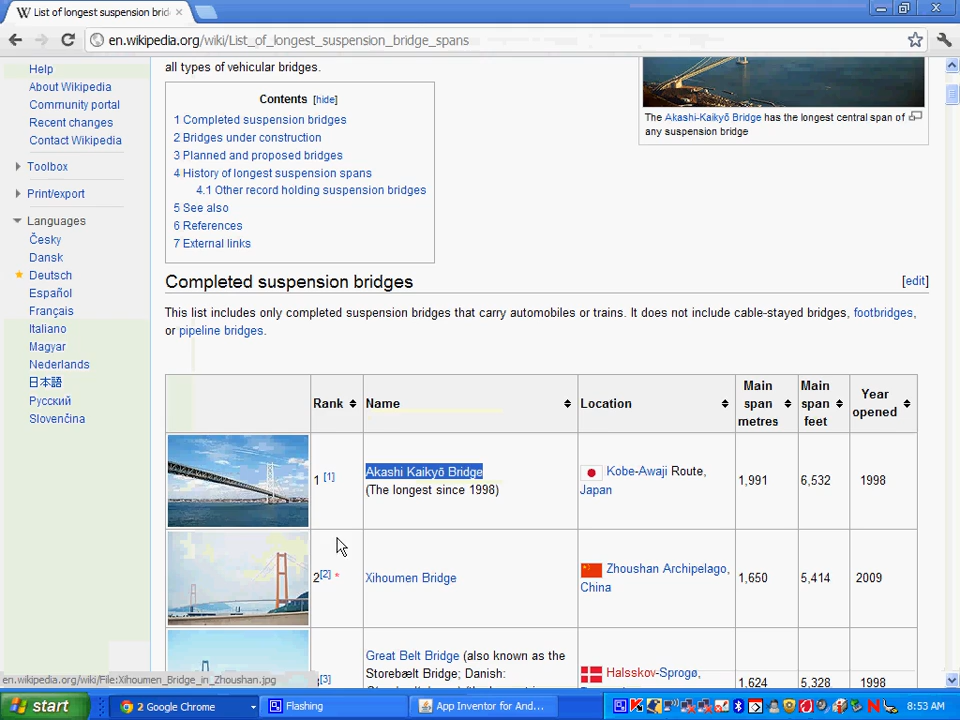 List of longest suspension brid
en.wikipedia.org/wiki/List_of_longest_suspension_bridge_spans
Help
About Wikipedia
Community portal
Recent changes
Contact Wikipedia
Toolbox
Print/export
Languages
Česky
Dansk
Deutsch
Español
Français
Italiano
Magyar
Nederlands
日本語
Русский
Slovenčina
all types of vehicular bridges.
Contents [hide]
1 Completed suspension bridges
2 Bridges under construction
3 Planned and proposed bridges
4 History of longest suspension spans
4.1 Other record holding suspension bridges
5 See also
6 References
7 External links
The Akashi-Kaikyō Bridge has the longest central span of
any suspension bridge
Completed suspension bridges [edit]
This list includes only completed suspension bridges that carry automobiles or trains. It does not include cable-stayed bridges, footbridges,
or pipeline bridges.
Rank Name Location Main span metres Main span feet Year opened
1 [1] Akashi Kaikyō Bridge
(The longest since 1998)
Kobe-Awaji Route,
Japan
1,991 6,532 1998
2[2] * Xihoumen Bridge
Zhoushan Archipelago,
China
1,650 5,414 2009
[3] Great Belt Bridge (also known as the
Storebælt Bridge; Danish:
Halsskov-Sprogø,
1,624 5,328 1998
en.wikipedia.org/wiki/File:Xihoumen_Bridge_in_Zhoushan.jpg
start
2 Google Chrome
Flashing
App Inventor for And...
8:53 AM